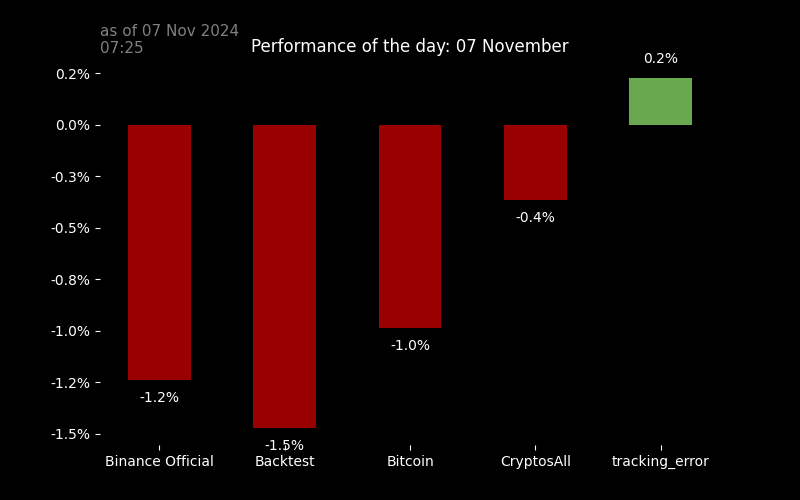 as of 07 Nov 2024
07:25
Performance of the day: 07 November
0.2%
0.2%
0.0%
-0.3%
-0.5%
-0.8%
-1.0%
-1.2%
-1.5%
-0.4%
-1.0%
-1.2%
-1.5%
Binance Official
Backtest
Bitcoin
CryptosAll
tracking_error